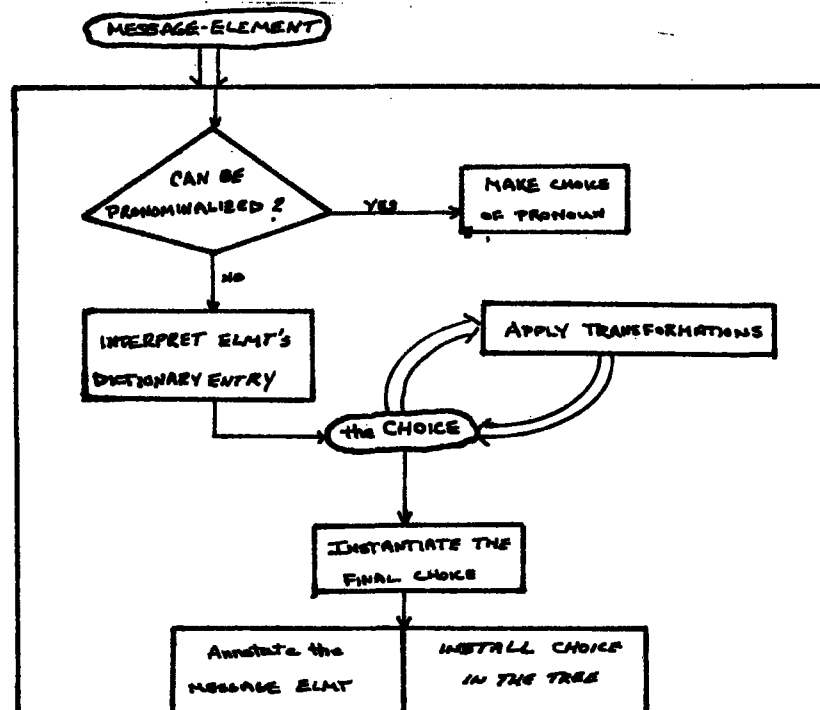 MESSAGE-ELEMENT
CAN BE
PRONOMINALIZED?
YES
MAKE CHOICE
OF PRONOUN
NO
INTERPRET ELMT'S
DICTIONARY ENTRY
APPLY TRANSFORMATIONS
the CHOICE
INSTANTIATE THE
FINAL CHOICE
Annotate the
MESSAGE ELMT
INSTALL CHOICE
IN THE TREE